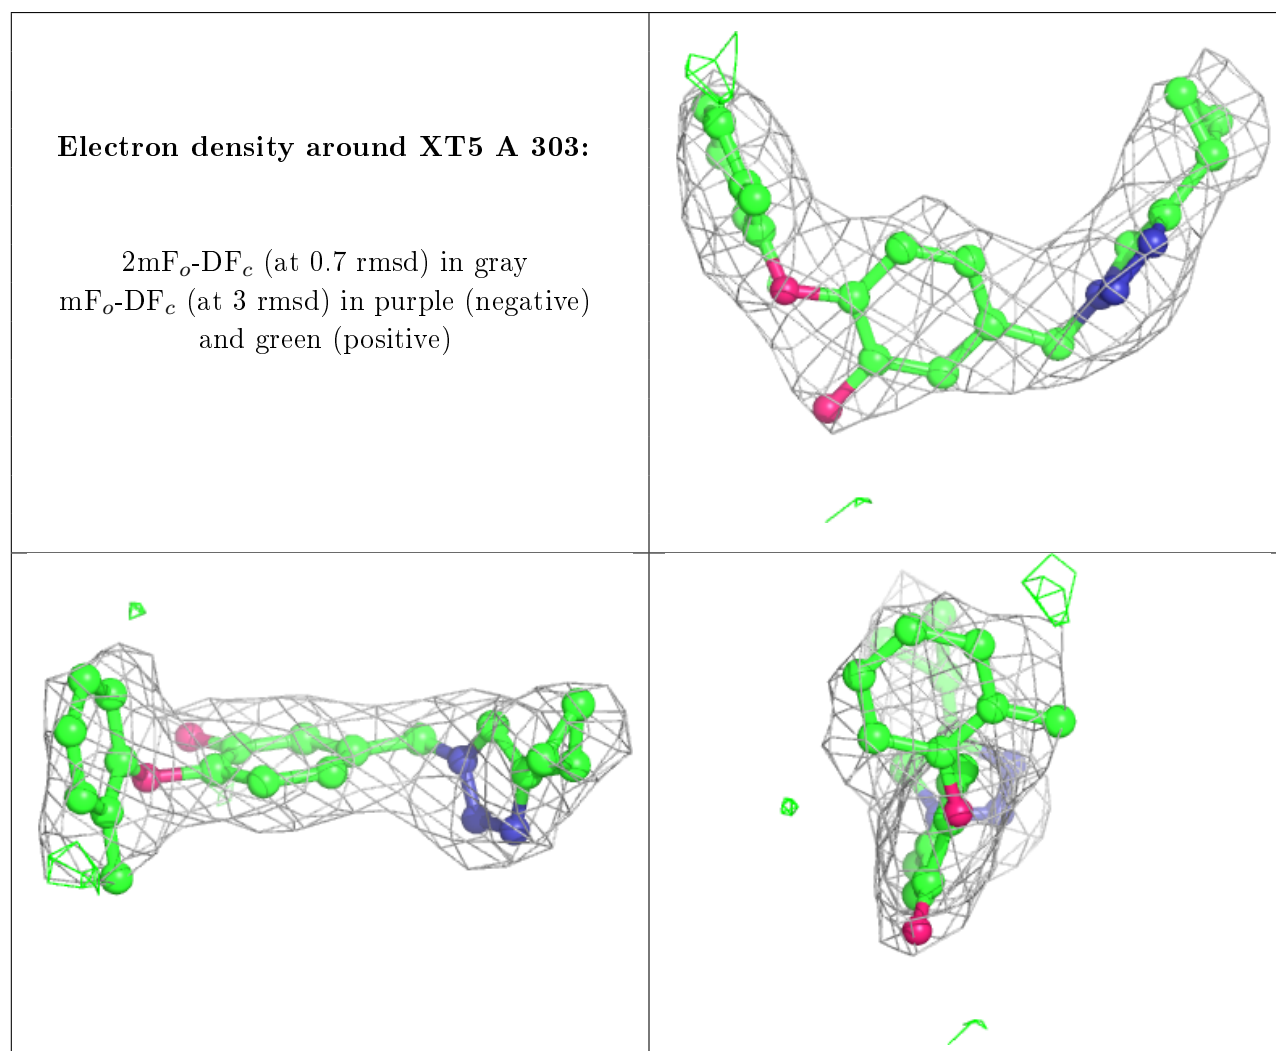 Electron density around XT5 A 303:
2mFo-DFc (at 0.7 rmsd) in gray
mFo-DFc (at 3 rmsd) in purple (negative)
and green (positive)